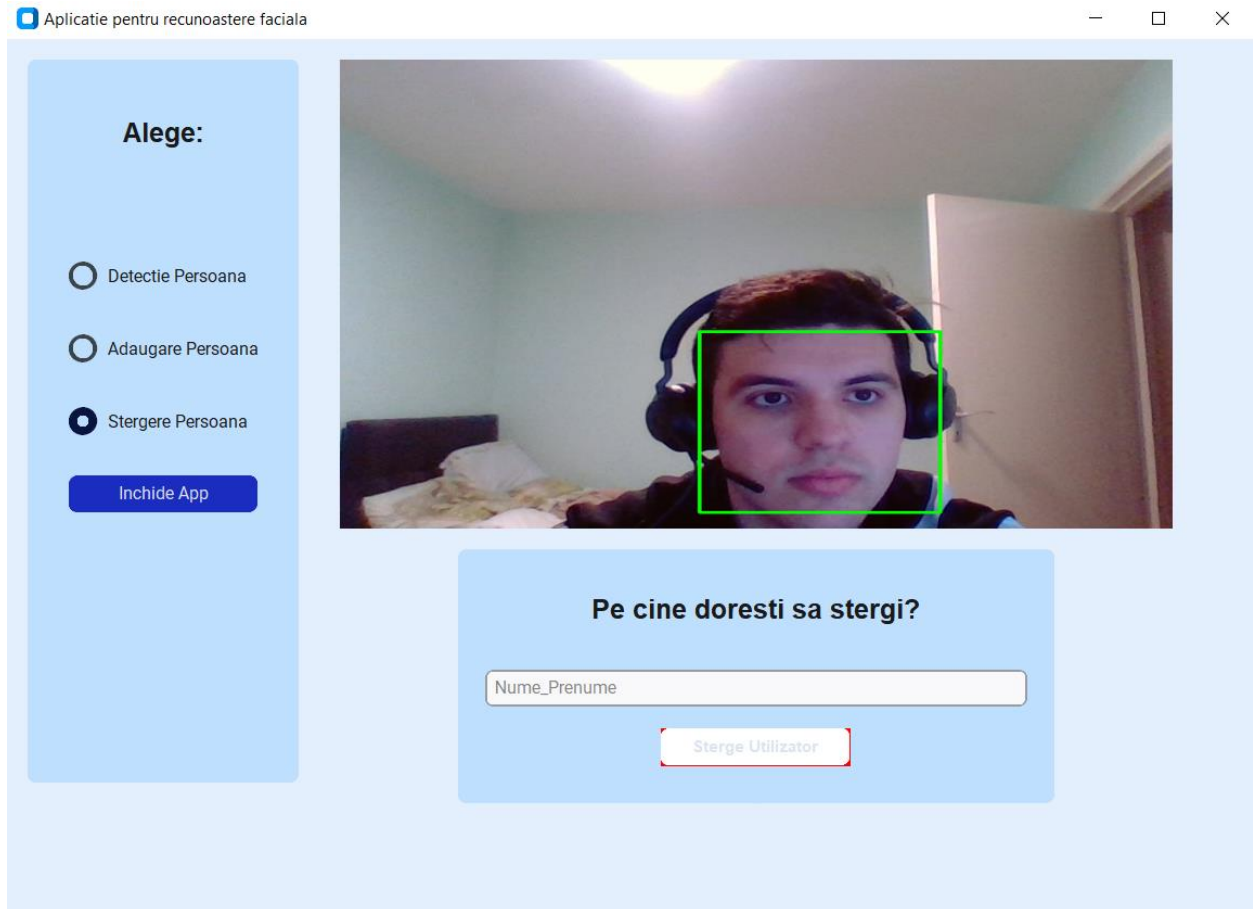 Aplicatie pentru recunoastere faciala
Alege:
Detectie Persoana
Adaugare Persoana
Stergere Persoana
Inchide App
Pe cine doresti sa stergi?
Nume_Prenume
Sterge Utilizator